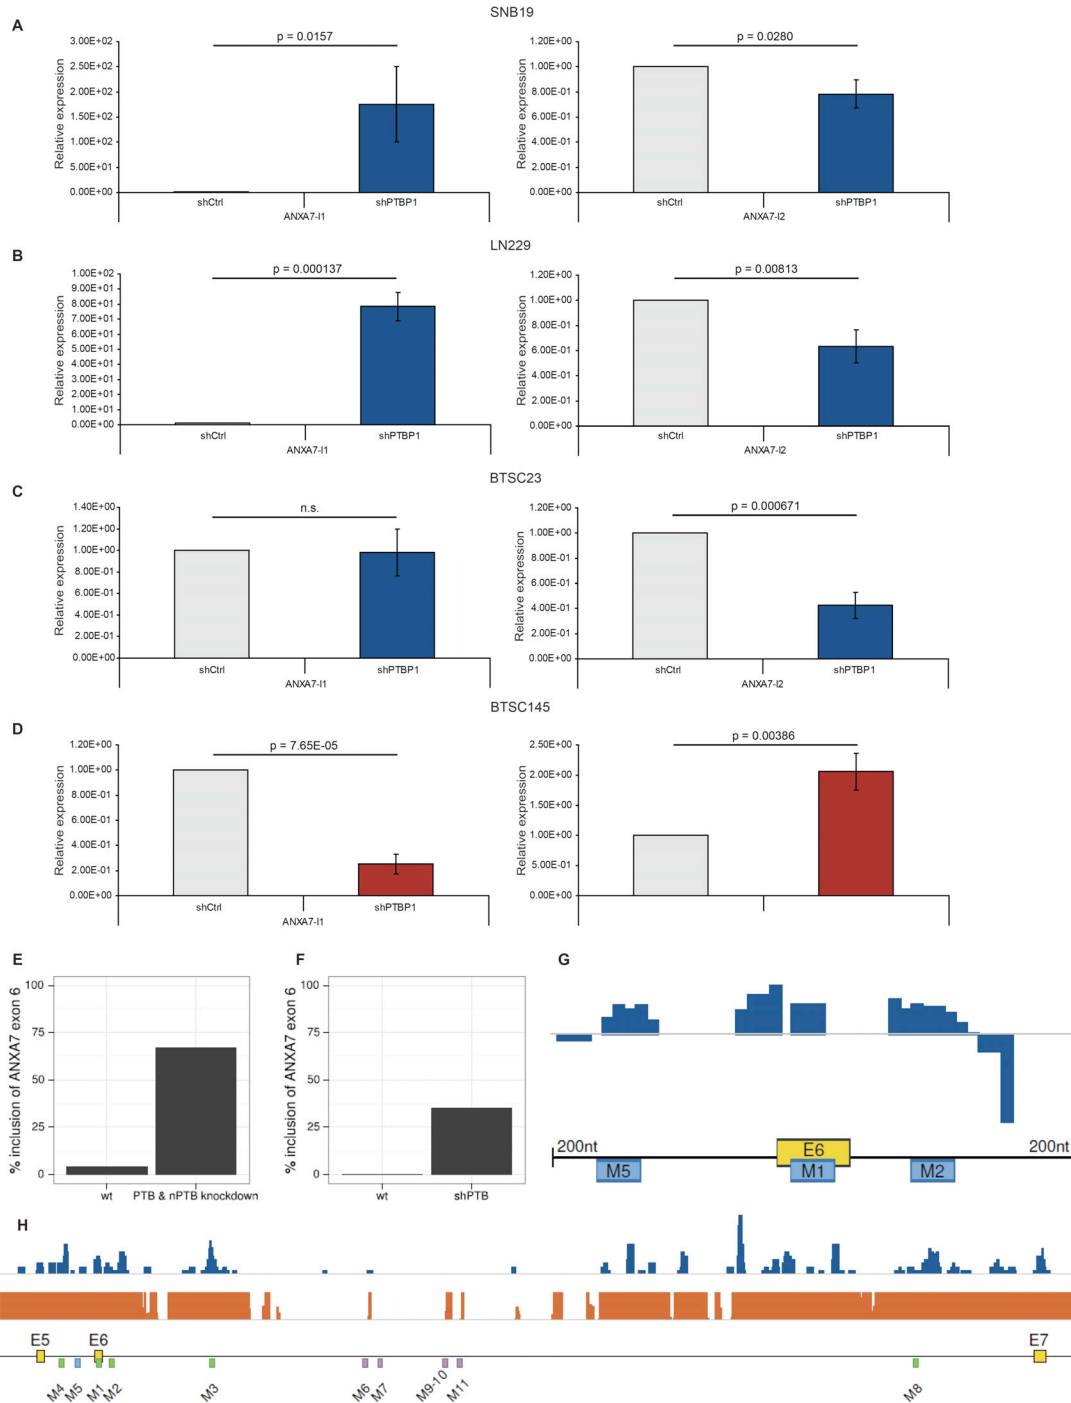 SNB19
A
Relative expression
3.00E+02
2.50E+02
2.00E+02
1.50E+02
1.00E+02
5.00E+01
0.00E+00
p = 0.0157
shCtrl
shPTBP1
ANXA7-I1
Relative expression
1.20E+00
1.00E+00
8.00E-01
6.00E-01
4.00E-01
2.00E-01
0.00E+00
p = 0.0280
shCtrl
shPTBP1
ANXA7-I2
LN229
B
Relative expression
1.00E+02
9.00E+01
8.00E+01
7.00E+01
6.00E+01
5.00E+01
4.00E+01
3.00E+01
2.00E+01
1.00E+01
0.00E+00
p = 0.000137
shCtrl
shPTBP1
ANXA7-I1
Relative expression
1.20E+00
1.00E+00
8.00E-01
6.00E-01
4.00E-01
2.00E-01
0.00E+00
p = 0.00813
shCtrl
shPTBP1
ANXA7-I2
BTSC23
C
Relative expression
1.40E+00
1.20E+00
1.00E+00
8.00E-01
6.00E-01
4.00E-01
2.00E-01
0.00E+00
n.s.
shCtrl
shPTBP1
ANXA7-I1
Relative expression
1.20E+00
1.00E+00
8.00E-01
6.00E-01
4.00E-01
2.00E-01
0.00E+00
p = 0.000671
shCtrl
shPTBP1
ANXA7-I2
BTSC145
D
Relative expression
1.20E+00
1.00E+00
8.00E-01
6.00E-01
4.00E-01
2.00E-01
0.00E+00
p = 7.65E-05
shCtrl
shPTBP1
ANXA7-I1
Relative expression
2.50E+00
2.00E+00
1.50E+00
1.00E+00
5.00E-01
0.00E+00
p = 0.00386
E
% inclusion of ANXA7 exon 6
100
75
50
25
0
wt
PTB & nPTB knockdown
F
% inclusion of ANXA7 exon 6
100
75
50
25
0
wt
shPTB
G
200nt
E6
200nt
M5
M1
M2
H
E5
E6
E7
M4
M5
M1
M2
M3
M6
M7
M9-10
M11
M8